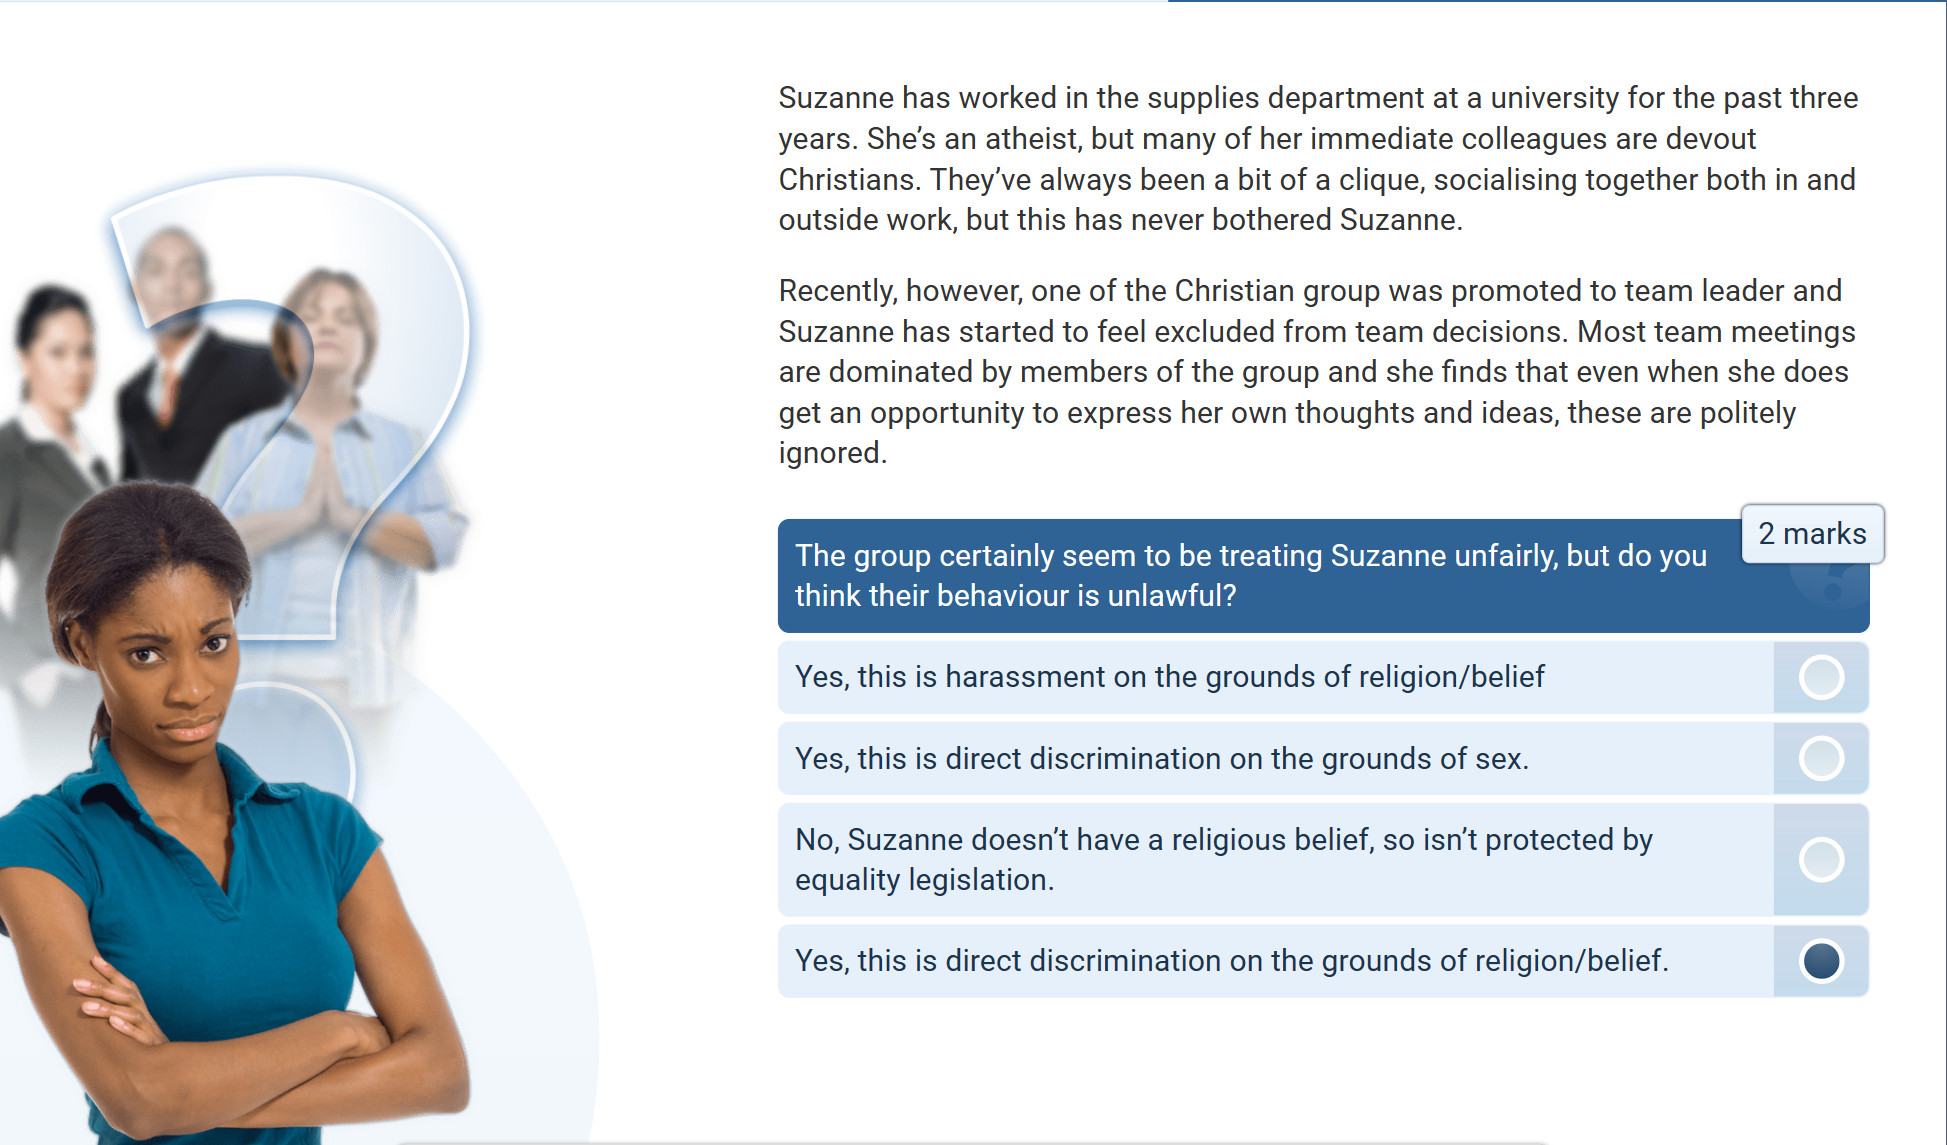 Suzanne has worked in the supplies department at a university for the past three
years. She’s an atheist, but many of her immediate colleagues are devout
Christians. They’ve always been a bit of a clique, socialising together both in and
outside work, but this has never bothered Suzanne.
Recently, however, one of the Christian group was promoted to team leader and
Suzanne has started to feel excluded from team decisions. Most team meetings
are dominated by members of the group and she finds that even when she does
get an opportunity to express her own thoughts and ideas, these are politely
ignored.
2 marks
The group certainly seem to be treating Suzanne unfairly, but do you
think their behaviour is unlawful?
Yes, this is harassment on the grounds of religion/belief
Yes, this is direct discrimination on the grounds of sex.
No, Suzanne doesn’t have a religious belief, so isn’t protected by
equality legislation.
Yes, this is direct discrimination on the grounds of religion/belief.